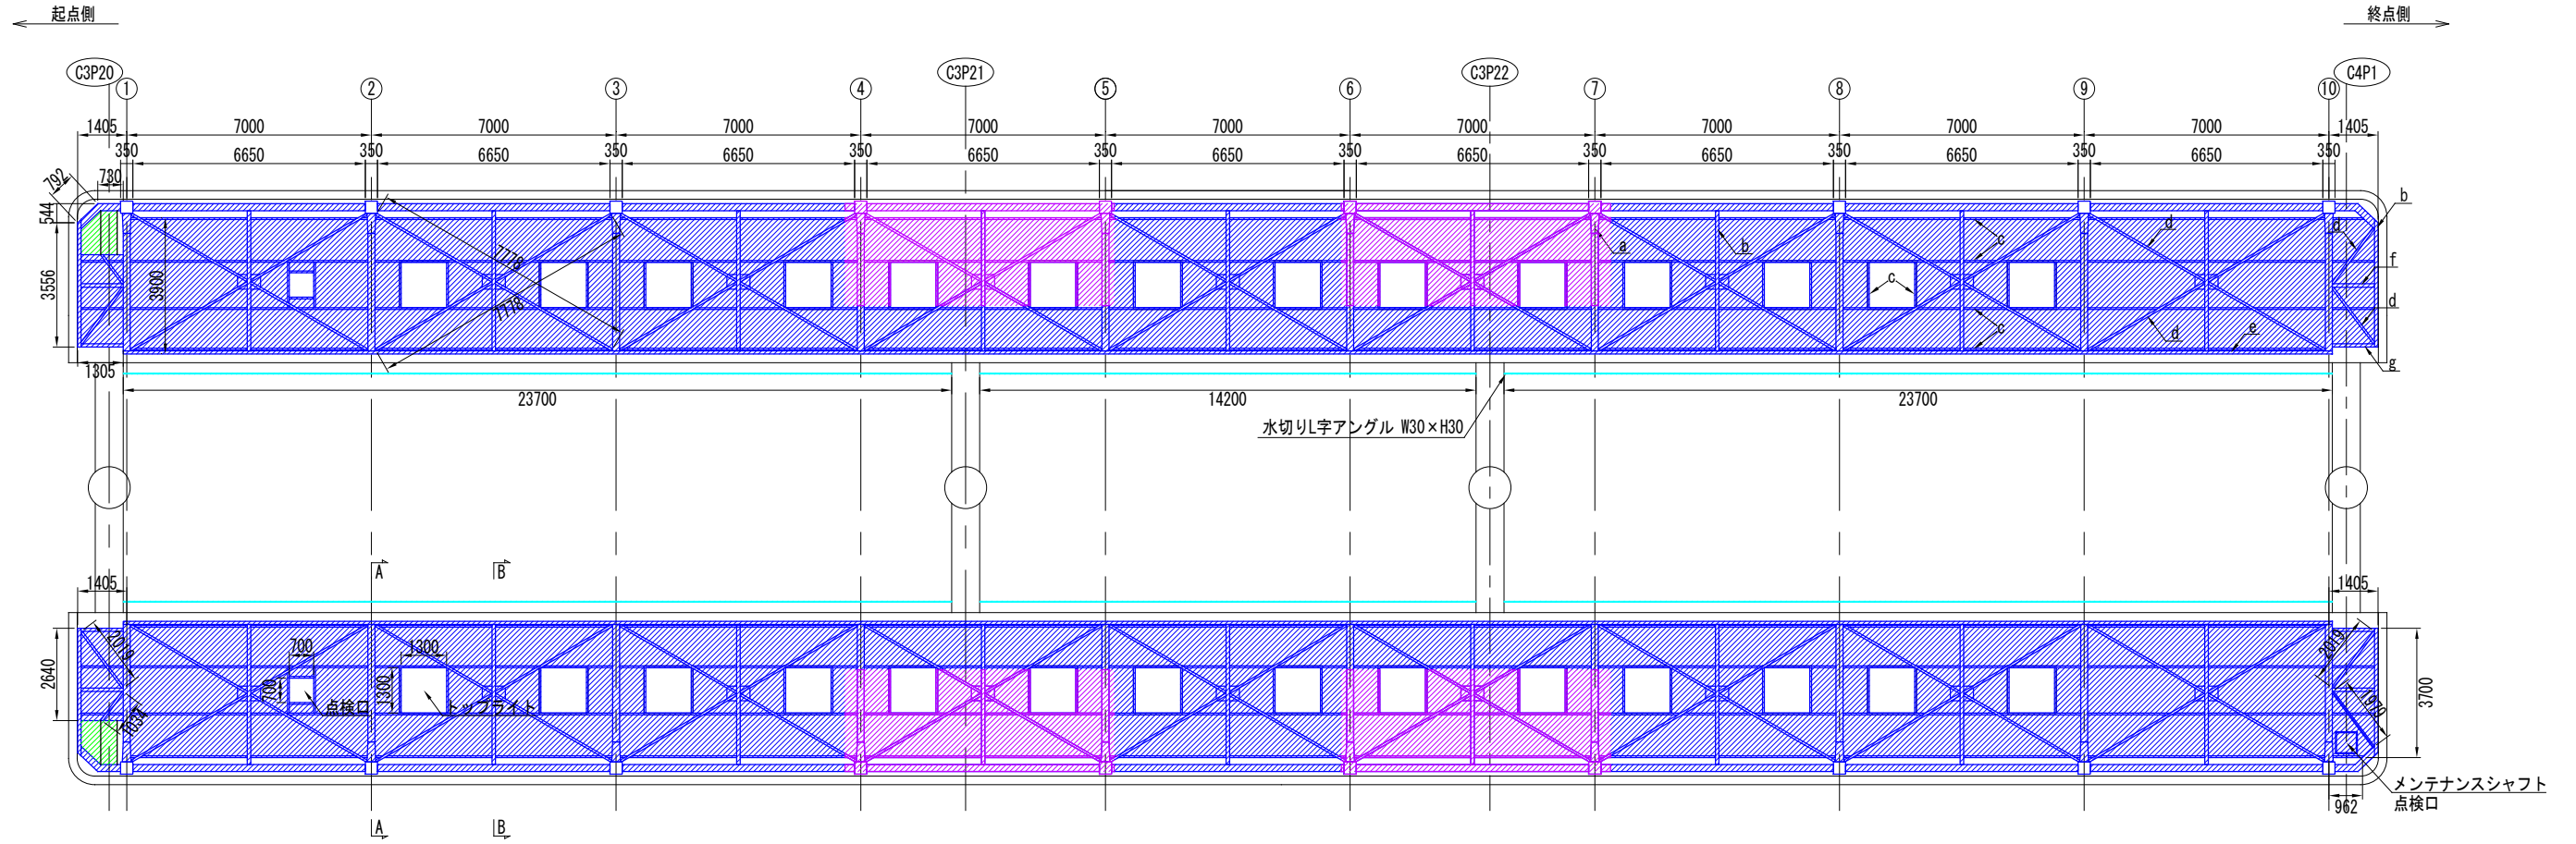 起点側
終点側
C3P20
C3P21
C3P22
C4P1
① ② ③ ④ ⑤ ⑥ ⑦ ⑧ ⑨ ⑩
1405 7000 7000 7000 7000 7000 7000 7000 7000 7000 1405
350 6650 350 6650 350 6650 350 6650 350 6650 350 6650 350 6650 350 6650 350 6650 350
792
730
544
3556
3900
7778
7778
1305
a
b
c
c
c
d
d
e
b
d
f
d
g
23700
14200
23700
水切りL字アングル W30×H30
A
B
1405
1405
2640
2019
1034
700
700
点検口
1300
1300
トップライト
2019
1970
3700
962
メンテナンスシャフト
点検口
A
B